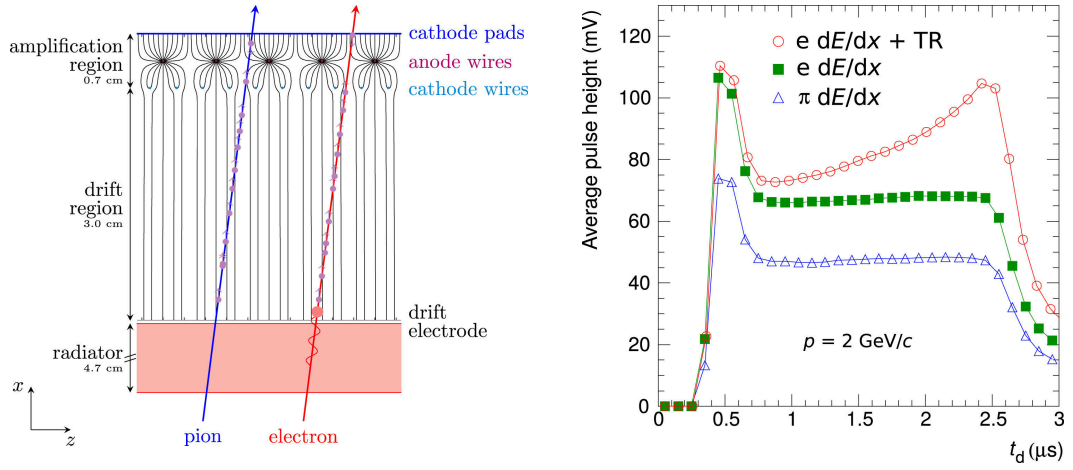 amplification
region
0.7 cm
drift
region
3.0 cm
radiator
4.7 cm
x
z
cathode pads
anode wires
cathode wires
drift
electrode
pion
electron
Average pulse height (mV)
120
100
80
60
40
20
0
e dE/dx + TR
e dE/dx
π dE/dx
p = 2 GeV/c
0 0.5 1 1.5 2 2.5 3
t_d (μs)